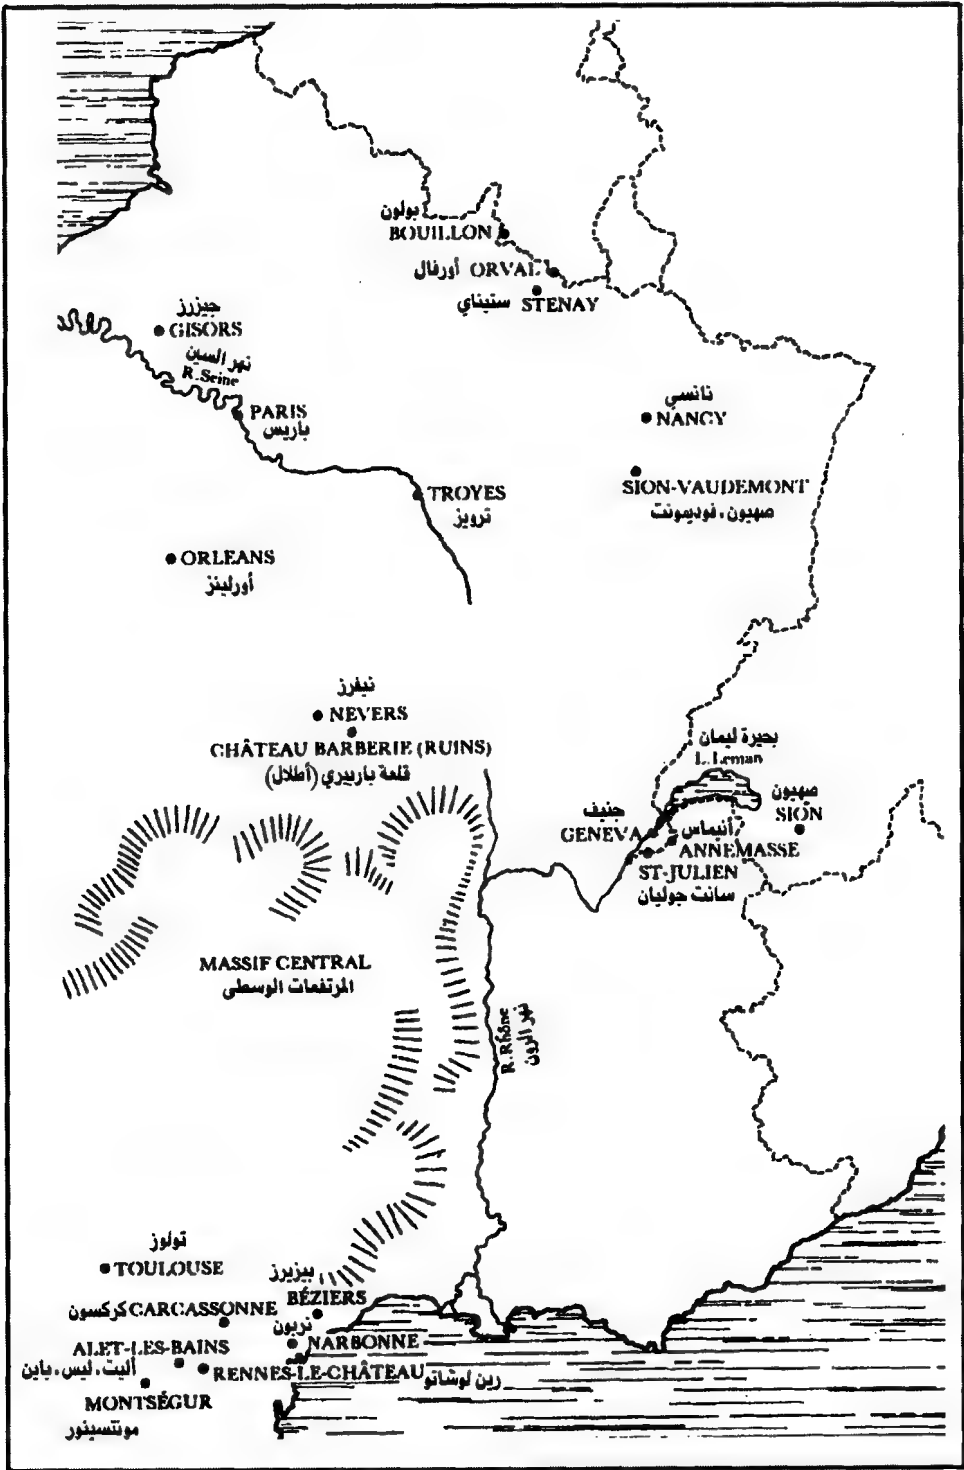 بولون
BOUILLON
أورفال ORVAL
ستيناي STENAY
جيزرز
GISORS
نهر السين
R. Seine
PARIS
باريس
نانسي
NANCY
TROYES
ترويز
SION-VAUDEMONT
صهيون، فوديمونت
ORLEANS
أورلينز
نيفرز
NEVERS
CHÂTEAU BARBERIE (RUINS)
قلعة باربيري (أطلال)
بحيرة ليمان
L. Leman
صهيون
SION
جنيف
GENEVA
أنيماس
ANNEMASSE
ST-JULIEN
سانت جوليان
MASSIF CENTRAL
المرتفعات الوسطى
R. Rhône
نهر الرون
تولوز
TOULOUSE
بيزيرز
BÉZIERS
كركسون CARCASSONNE
نربون
NARBONNE
ALET-LES-BAINS
أليت، ليس، باين
RENNES-LE-CHÂTEAU رين لوشاتو
MONTSÉGUR
مونتسينور